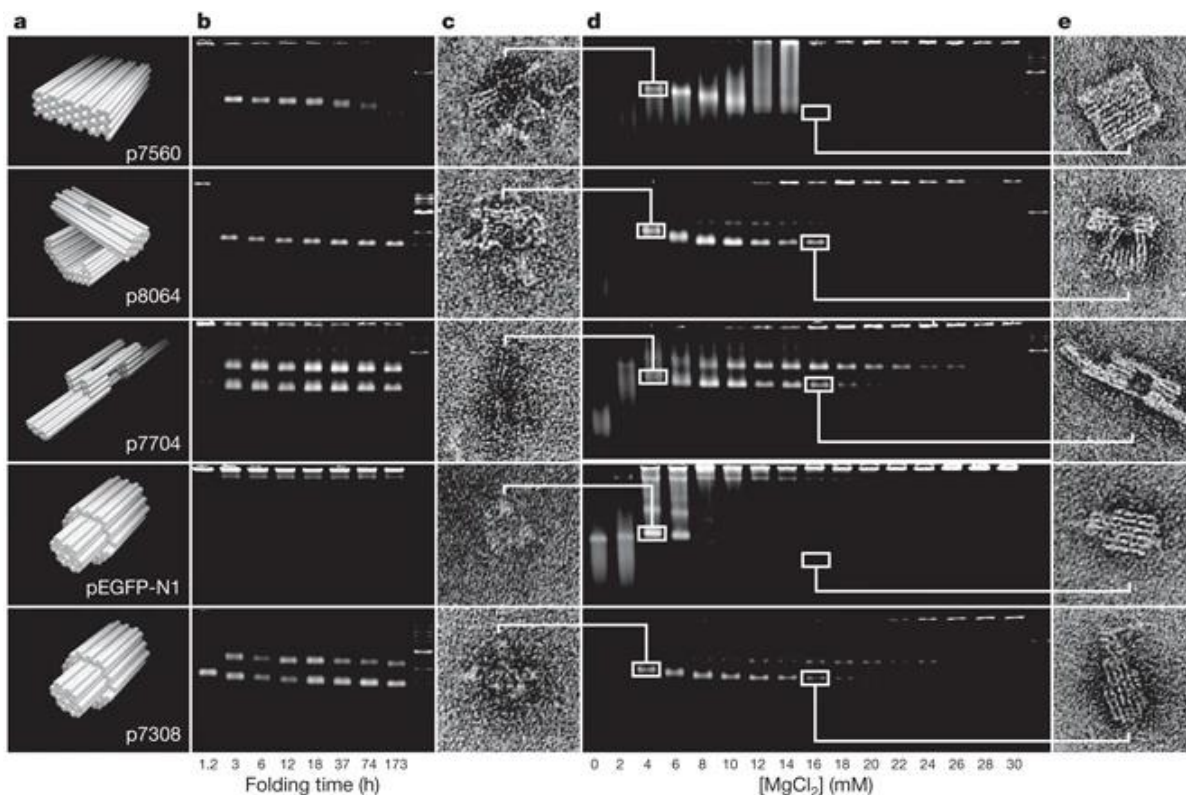 a b c d e
p7560
p8064
p7704
pEGFP-N1
p7308
1.2 3 6 12 18 37 74 173
Folding time (h)
0 2 4 6 8 10 12 14 16 18 20 22 24 26 28 30
[MgCl₂] (mM)